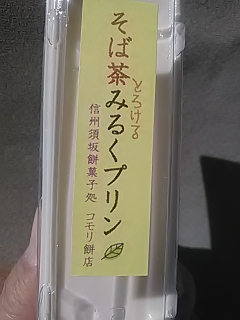 そば茶みるくプリン
とろける
信州須坂餅菓子処 コモリ餅店